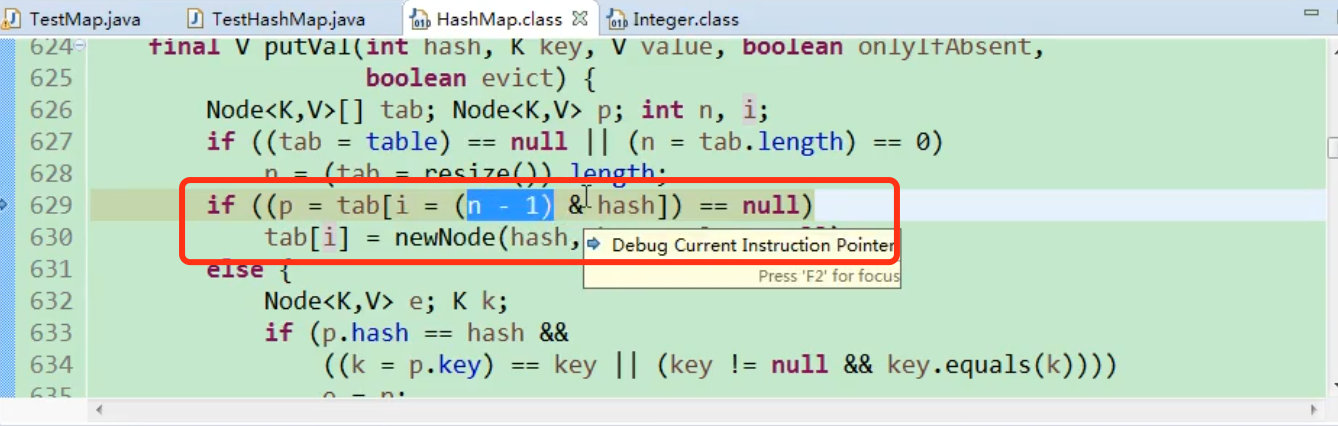 TestMap.java TestHashMap.java HashMap.class Integer.class
624 final V putVal(int hash, K key, V value, boolean onlyIfAbsent,
625 boolean evict) {
626 Node<K,V>[] tab; Node<K,V> p; int n, i;
627 if ((tab = table) == null || (n = tab.length) == 0)
628 n = (tab = resize()).length;
629 if ((p = tab[i = (n - 1) & hash]) == null)
630 tab[i] = newNode(hash,
Debug Current Instruction Pointer
631 else {
Press 'F2' for focus
632 Node<K,V> e; K k;
633 if (p.hash == hash &&
634 ((k = p.key) == key || (key != null && key.equals(k))))
635 e = p;